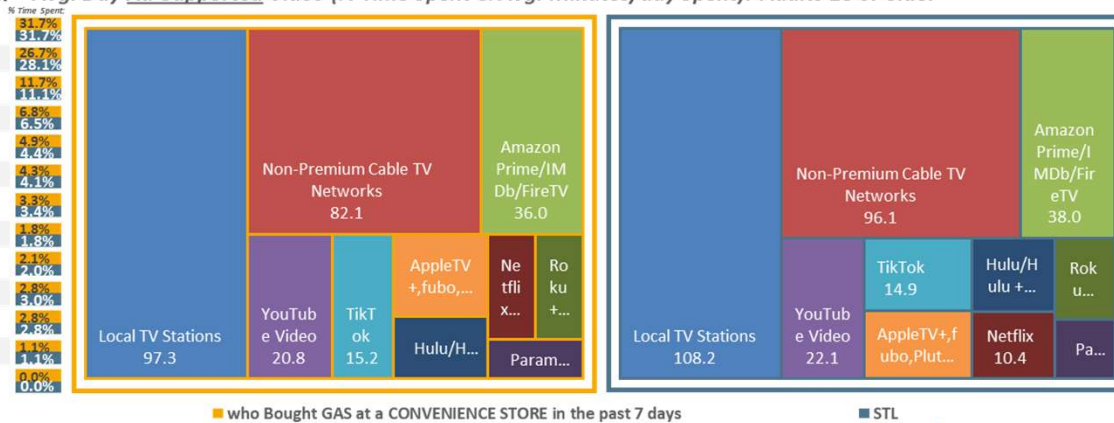 % Time Spent:
31.7%
31.7%
26.7%
28.1%
11.7%
11.1%
6.8%
6.5%
4.9%
4.4%
4.3%
4.1%
3.3%
3.4%
1.8%
1.8%
2.1%
2.0%
2.8%
3.0%
2.8%
2.8%
1.1%
1.1%
0.0%
0.0%
Local TV Stations
97.3
Non-Premium Cable TV
Networks
82.1
Amazon
Prime/IM
Db/FireTV
36.0
YouTub
e Video
20.8
TikT
ok
15.2
AppleTV
+,fubo,...
Hulu/H...
Ne
tfli
x...
Ro
ku
+...
Param...
Local TV Stations
108.2
Non-Premium Cable TV
Networks
96.1
Amazon
Prime/I
MDb/Fir
eTV
38.0
YouTub
e Video
22.1
TikTok
14.9
AppleTV+,f
ubo,Plut...
Hulu/H
ulu +...
Netflix
10.4
Rok
u...
Pa...
who Bought GAS at a CONVENIENCE STORE in the past 7 days
STL